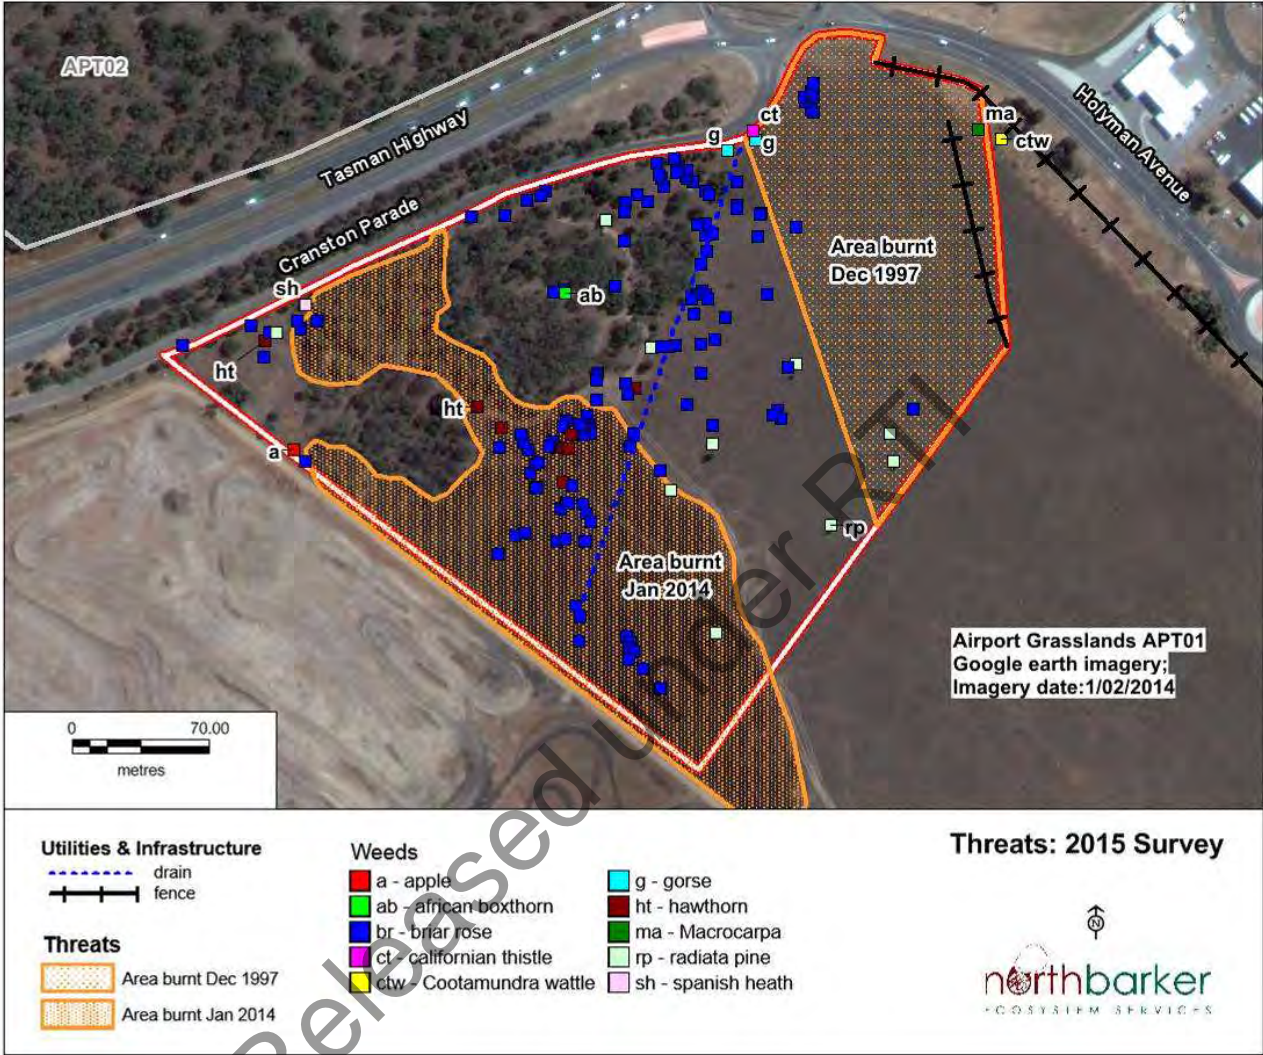 APT02
Tasman Highway
Cranston Parade
Holyman Avenue
ct
g
g
ma
ctw
Area burnt
Dec 1997
sh
ab
ht
ht
a
rp
Area burnt
Jan 2014
Airport Grasslands APT01
Google earth imagery;
Imagery date:1/02/2014
0 70.00
metres
Released under RTI
Utilities & Infrastructure
drain
fence
Threats
Area burnt Dec 1997
Area burnt Jan 2014
Weeds
a - apple
ab - african boxthorn
br - briar rose
ct - californian thistle
ctw - Cootamundra wattle
g - gorse
ht - hawthorn
ma - Macrocarpa
rp - radiata pine
sh - spanish heath
Threats: 2015 Survey
N
northbarker
ECOSYSTEM SERVICES